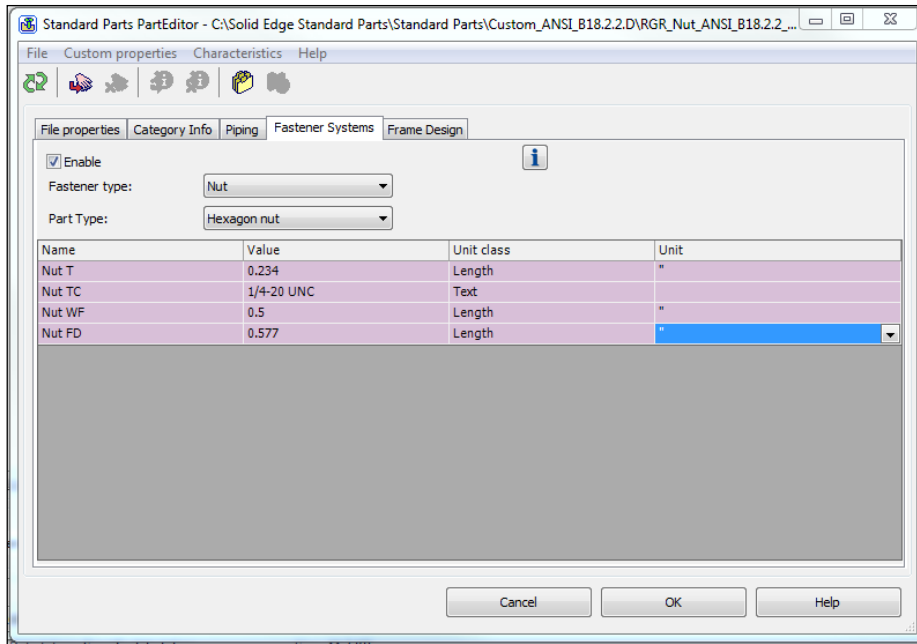 Standard Parts PartEditor - C:\Solid Edge Standard Parts\Standard Parts\Custom_ANSI_B18.2.2.D\RGR_Nut_ANSI_B18.2.2_...
File Custom properties Characteristics Help
File properties Category Info Piping Fastener Systems Frame Design
Enable
Fastener type: Nut
Part Type: Hexagon nut
Name Value Unit class Unit
Nut T 0.234 Length "
Nut TC 1/4-20 UNC Text
Nut WF 0.5 Length "
Nut FD 0.577 Length "
Cancel OK Help